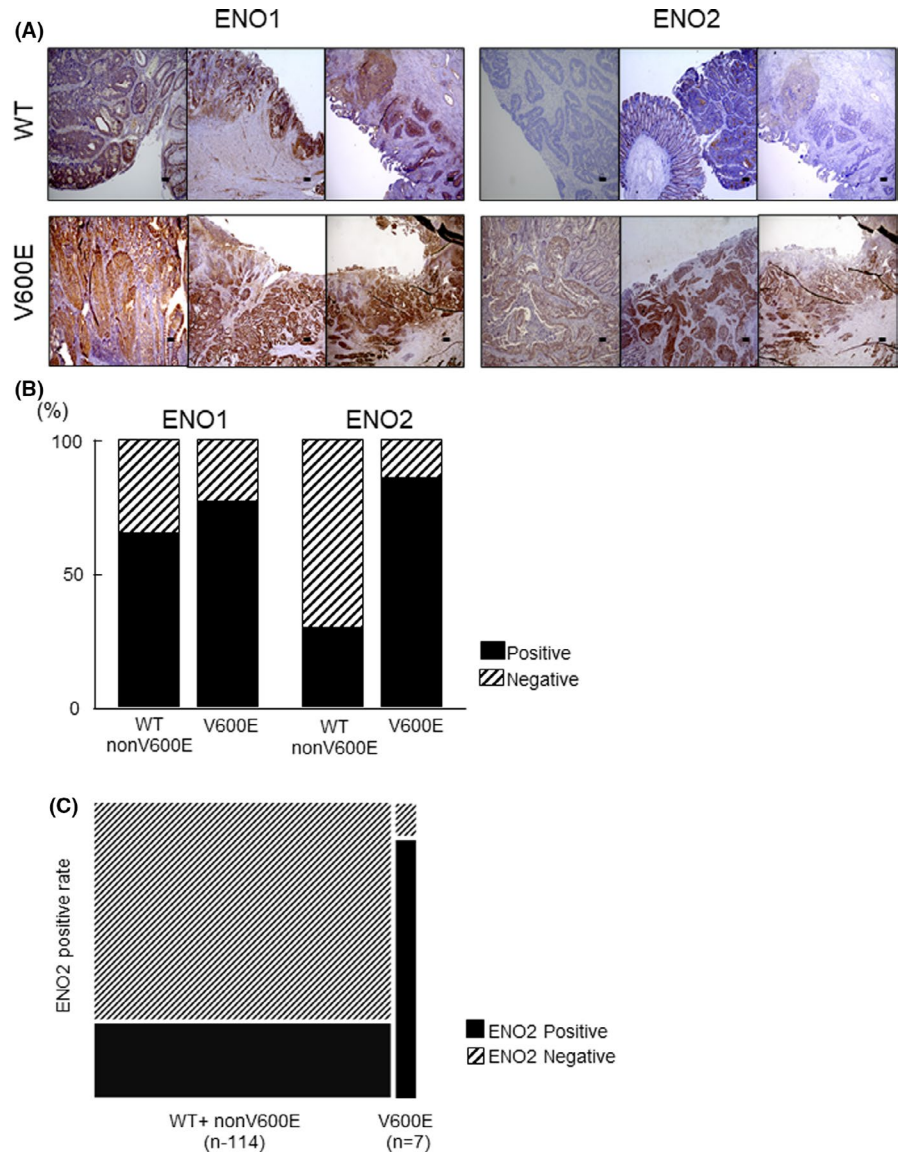 (A)
ENO1
ENO2
WT
V600E
(B)
(%)
ENO1
ENO2
100
50
0
WT
nonV600E
V600E
WT
nonV600E
V600E
Positive
Negative
(C)
ENO2 positive rate
WT+ nonV600E
(n-114)
V600E
(n=7)
ENO2 Positive
ENO2 Negative